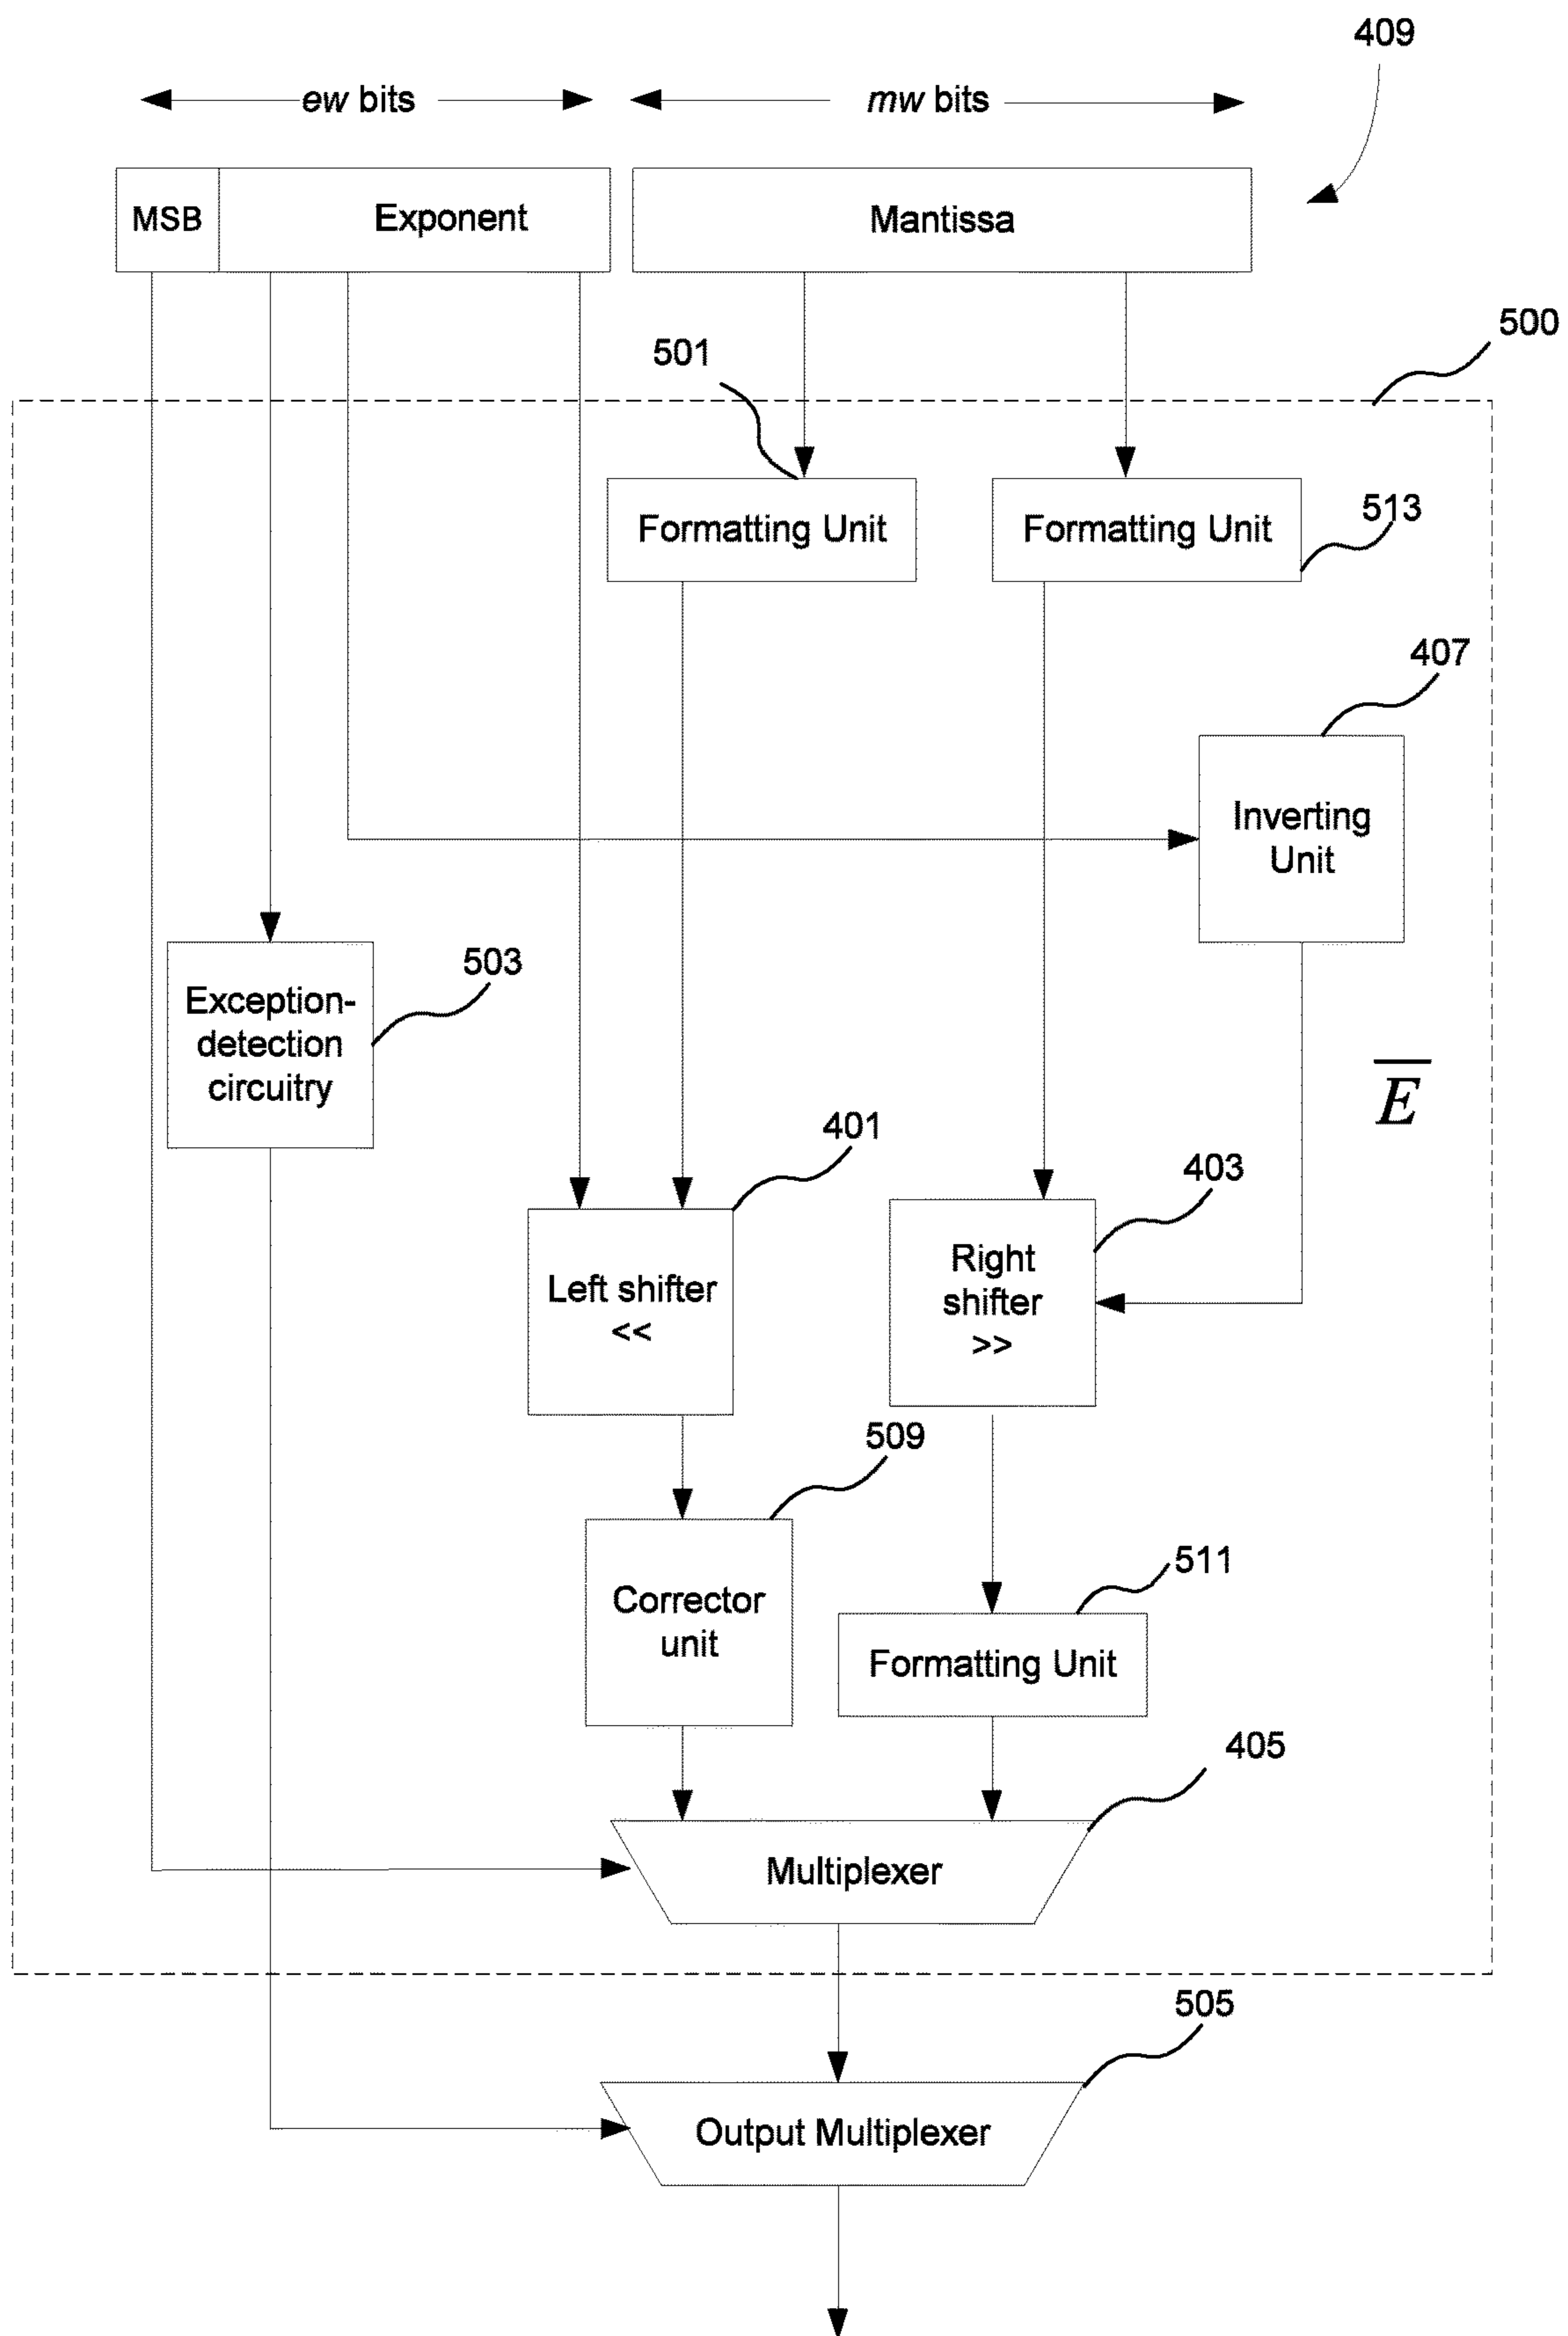 409
ew bits
mw bits
MSB
Exponent
Mantissa
500
501
Formatting Unit
Formatting Unit
513
407
Inverting
Unit
503
Exception-
detection
circuitry
E
401
403
Left shifter
<<
Right
shifter
>>
509
511
Corrector
unit
Formatting Unit
405
Multiplexer
505
Output Multiplexer